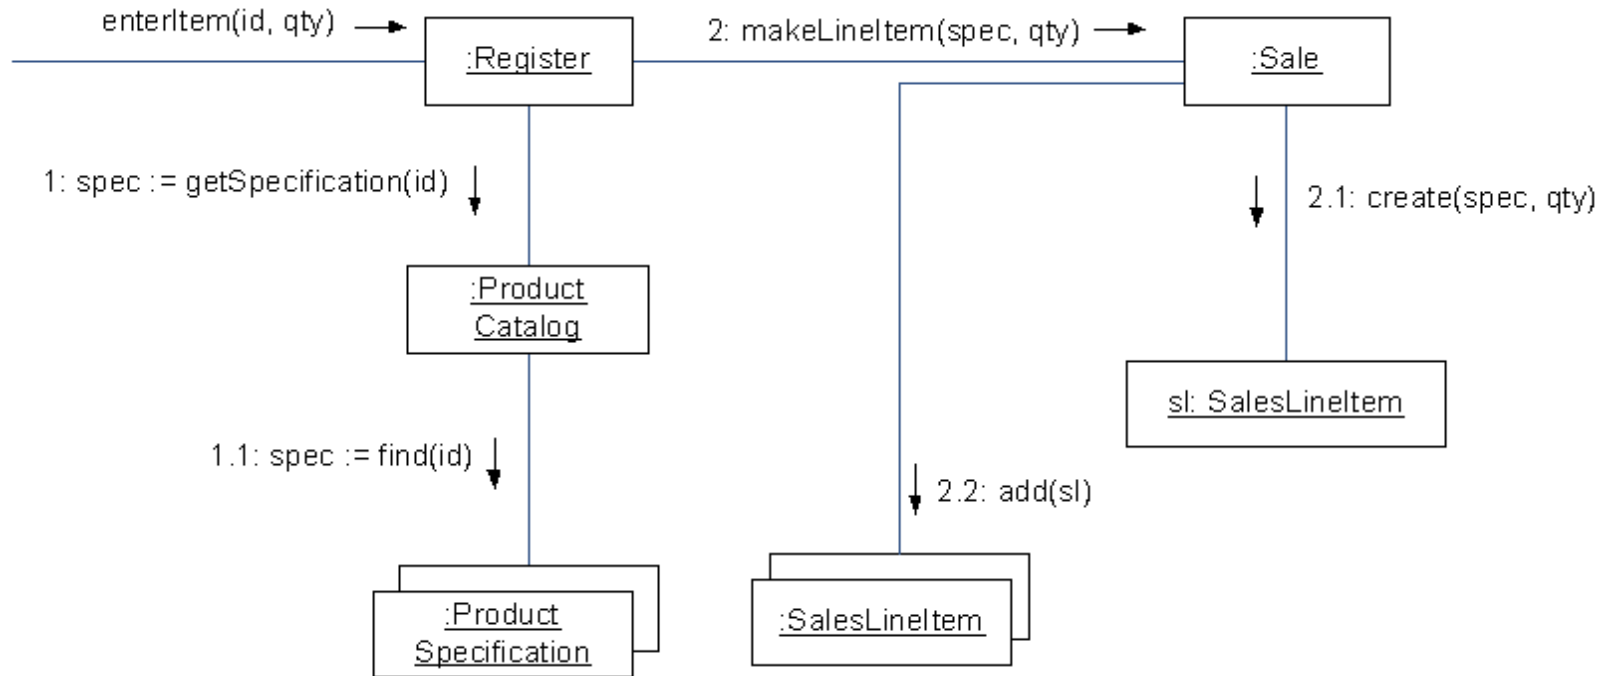 enterItem(id, qty)
:Register
2: makeLineItem(spec, qty)
:Sale
1: spec := getSpecification(id)
2.1: create(spec, qty)
:Product
Catalog
sl: SalesLineItem
1.1: spec := find(id)
2.2: add(sl)
:Product
Specification
:SalesLineItem